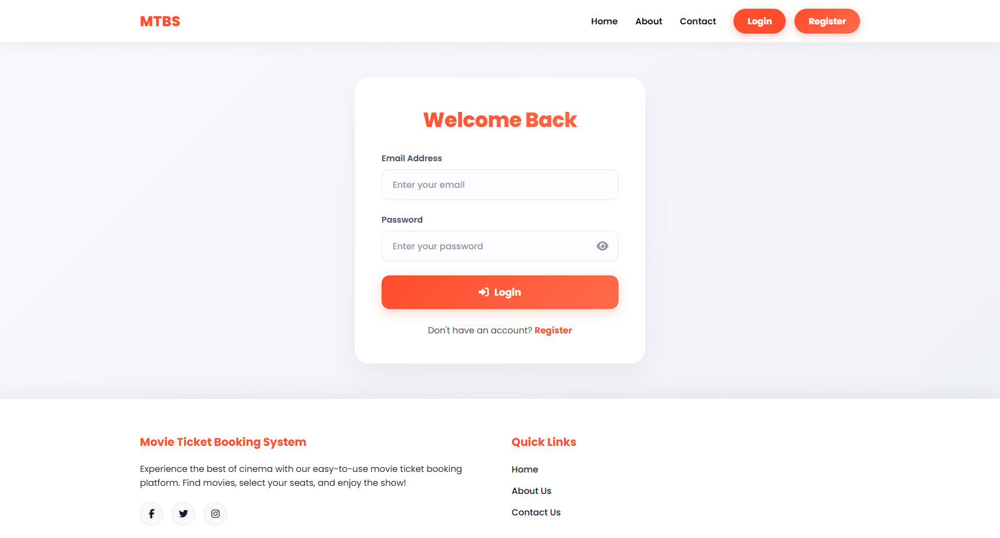 MTBS
Home
About
Contact
Login
Register
Welcome Back
Email Address
Enter your email
Password
Enter your password
Login
Don't have an account? Register
Movie Ticket Booking System
Experience the best of cinema with our easy-to-use movie ticket booking
platform. Find movies, select your seats, and enjoy the show!
Quick Links
Home
About Us
Contact Us